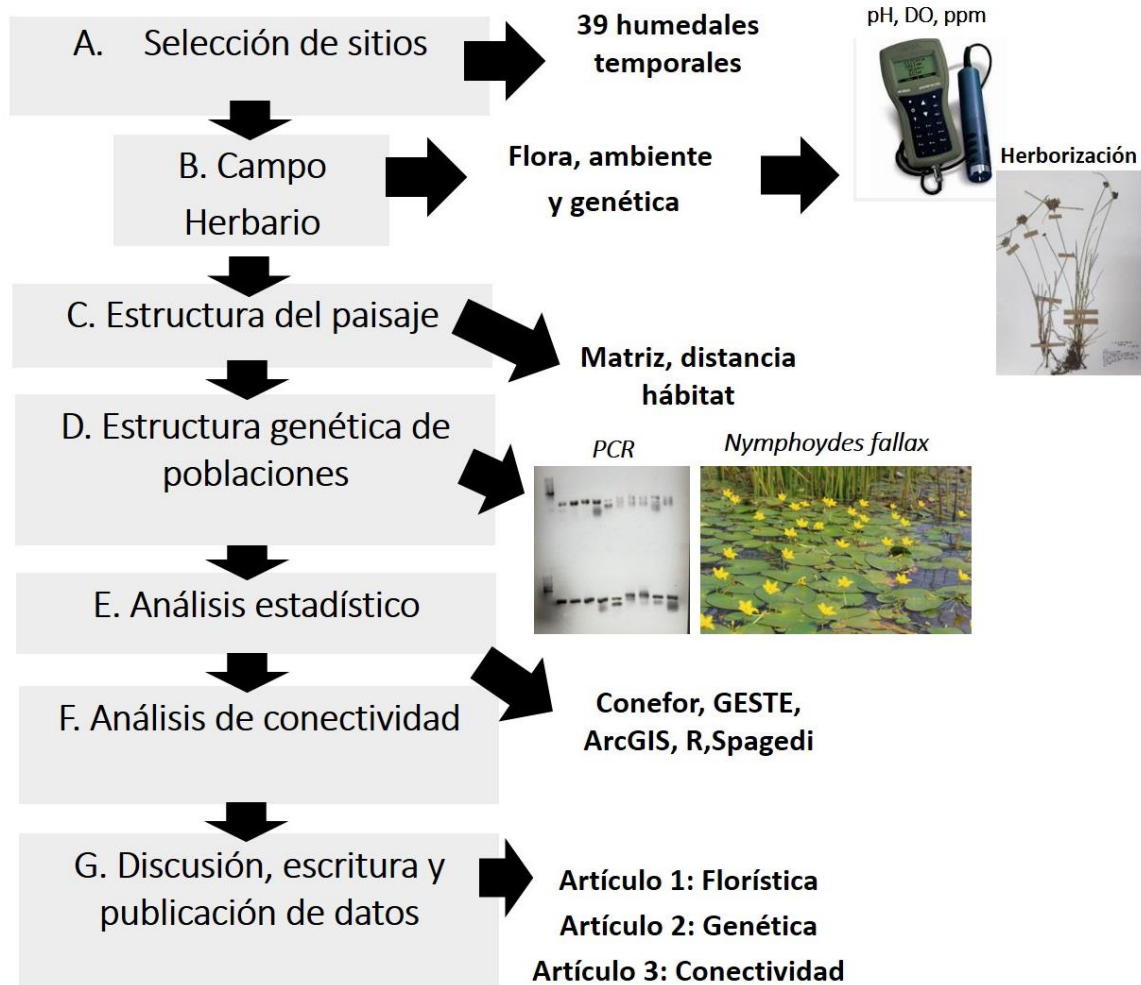 A. Selección de sitios
39 humedales
temporales
pH, DO, ppm
B. Campo
Herbario
Flora, ambiente
y genética
Herborización
C. Estructura del paisaje
Matriz, distancia
hábitat
D. Estructura genética de
poblaciones
PCR
Nymphoydes fallax
E. Análisis estadístico
F. Análisis de conectividad
Conefor, GESTE,
ArcGIS, R,Spagedi
G. Discusión, escritura y
publicación de datos
Artículo 1: Florística
Artículo 2: Genética
Artículo 3: Conectividad